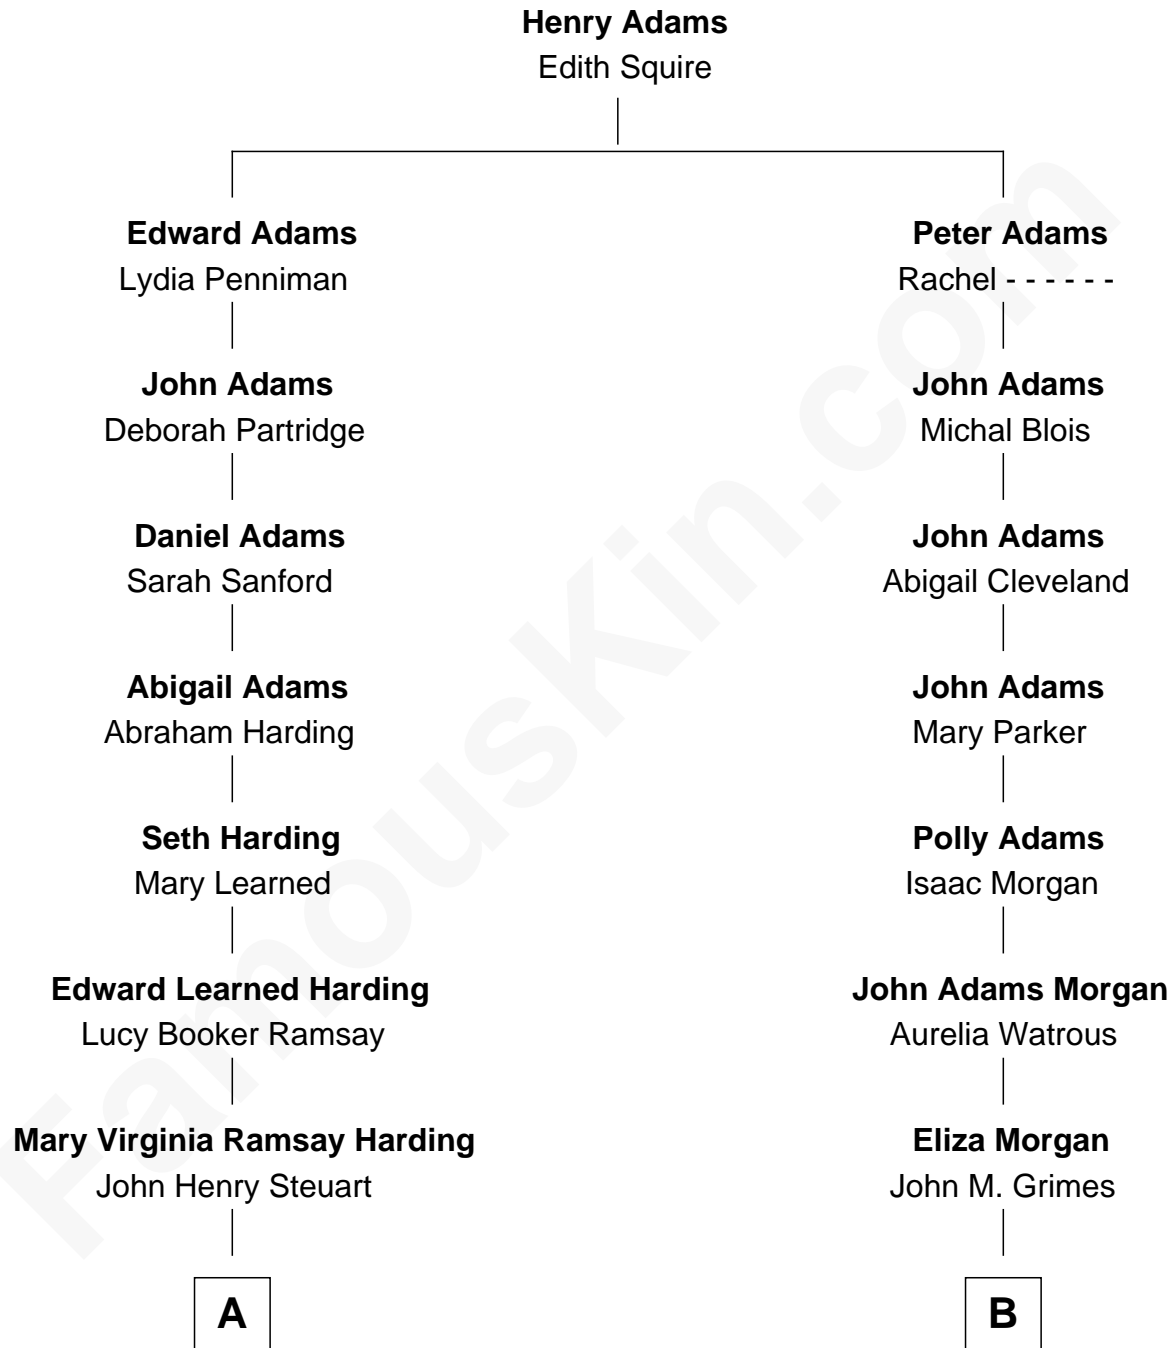 Henry Adams
Edith Squire
Edward Adams
Lydia Penniman
John Adams
Deborah Partridge
Daniel Adams
Sarah Sanford
Abigail Adams
Abraham Harding
Seth Harding
Mary Learned
Edward Learned Harding
Lucy Booker Ramsay
Mary Virginia Ramsay Harding
John Henry Steuart
A
Peter Adams
Rachel - - - - - -
John Adams
Michal Blois
John Adams
Abigail Cleveland
John Adams
Mary Parker
Polly Adams
Isaac Morgan
John Adams Morgan
Aurelia Watrous
Eliza Morgan
John M. Grimes
B
FamousKin.com